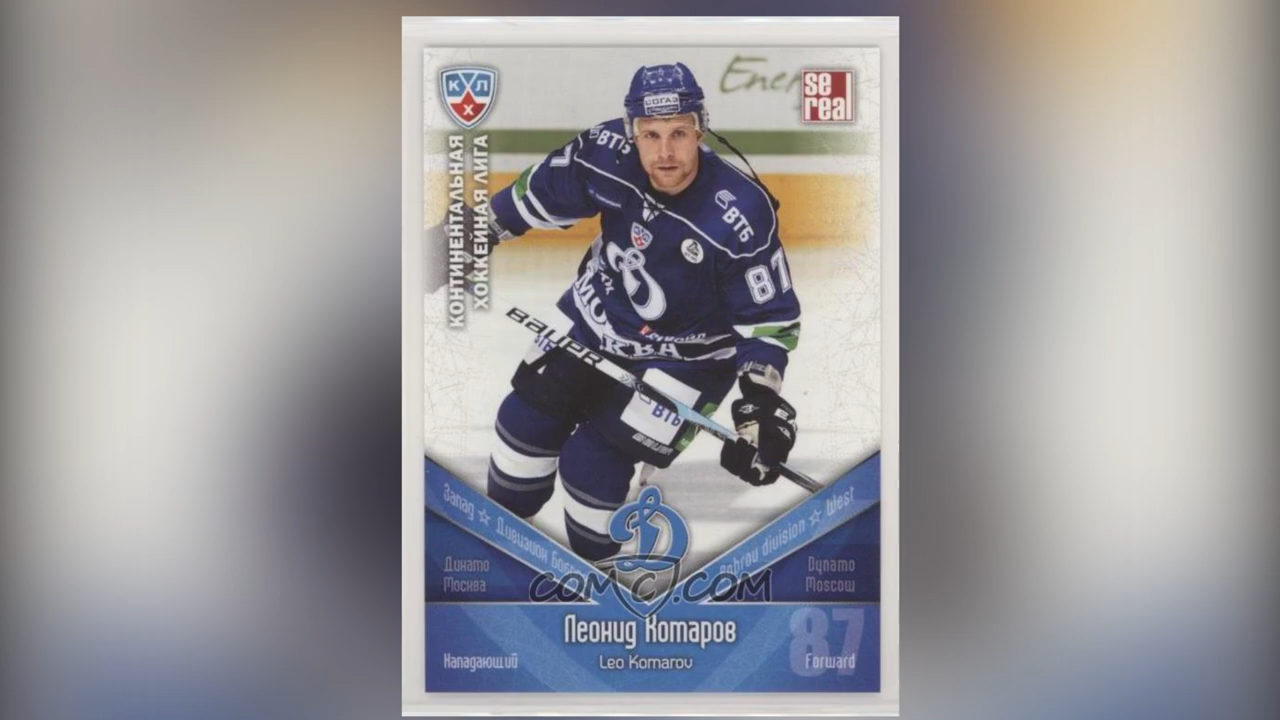 КХЛ
КОНТИНЕНТАЛЬНАЯ
ХОККЕЙНАЯ ЛИГА
se
real
СОГАЗ
ВТБ
87
ВТБ
87
BAUER
МОСКВА
ВТБ
Запад ☆ Дивизион
division ☆ West
Динамо
Москва
Dynamo
Moscow
COMC.COM
Леонид Комаров
Leo Komarov
87
Нападающий
Forward